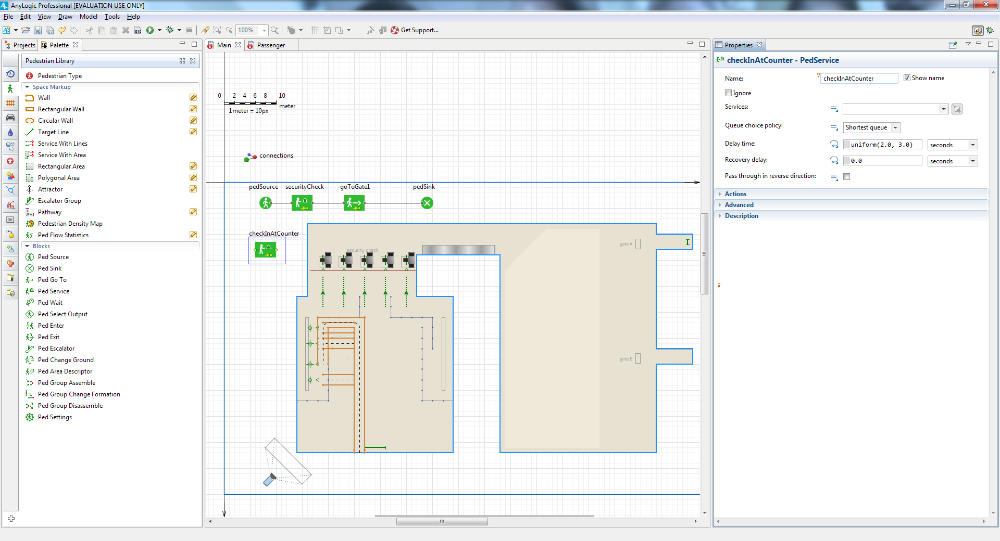 AnyLogic Professional [EVALUATION USE ONLY]
File Edit View Draw Model Tools Help
100% Get Support...
Projects Palette
Pedestrian Library
Pedestrian Type
Space Markup
Wall
Rectangular Wall
Circular Wall
Target Line
Service With Lines
Service With Area
Rectangular Area
Polygonal Area
Attractor
Escalator Group
Pathway
Pedestrian Density Map
Ped Flow Statistics
Blocks
Ped Source
Ped Sink
Ped Go To
Ped Service
Ped Wait
Ped Select Output
Ped Enter
Ped Exit
Ped Escalator
Ped Change Ground
Ped Area Descriptor
Ped Group Assemble
Ped Group Change Formation
Ped Group Disassemble
Ped Settings
OK
Main Passenger
0 2 4 6 8 10
meter
1meter = 10px
connections
pedSource securityCheck goToGate1 pedSink
checkInAtCounter
security check
gate A
gate B
Properties
checkInAtCounter - PedService
Name: checkInAtCounter Show name
Ignore
Services:
Queue choice policy: Shortest queue
Delay time: uniform(2.0, 3.0) seconds
Recovery delay: 0.0 seconds
Pass through in reverse direction:
Actions
Advanced
Description